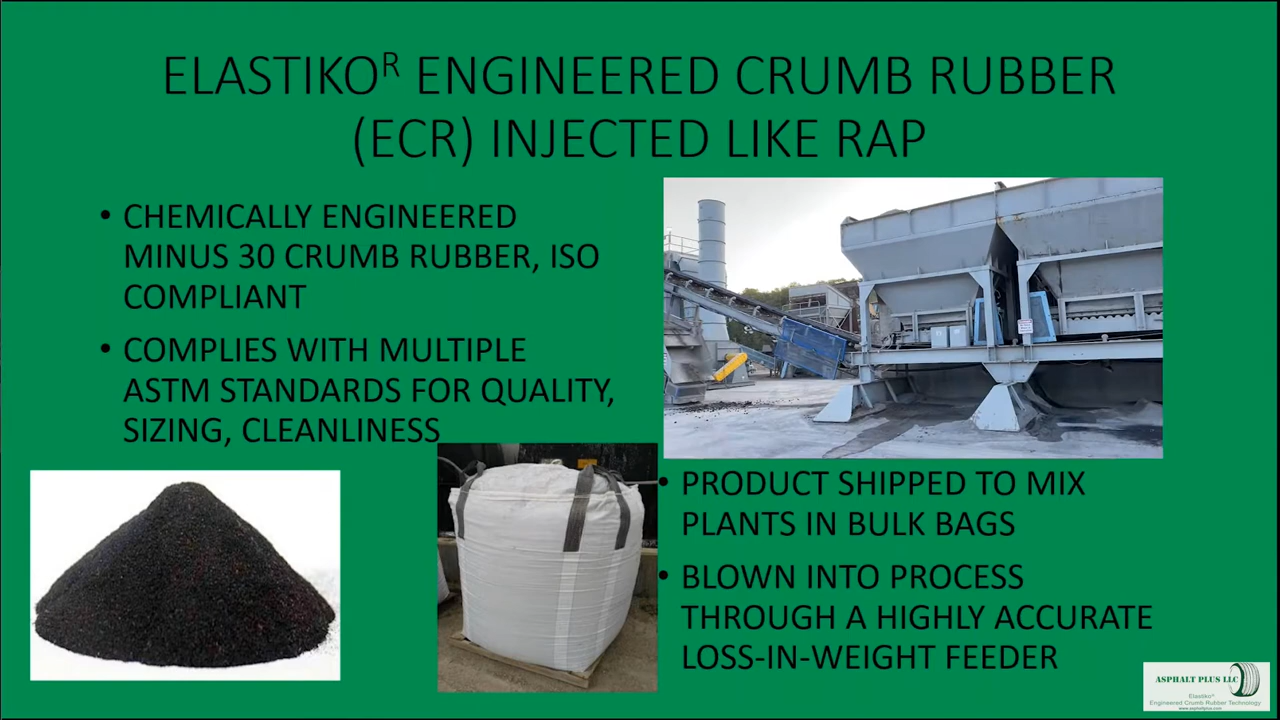 ELASTIKOᴿ ENGINEERED CRUMB RUBBER
(ECR) INJECTED LIKE RAP
• CHEMICALLY ENGINEERED
MINUS 30 CRUMB RUBBER, ISO
COMPLIANT
• COMPLIES WITH MULTIPLE
ASTM STANDARDS FOR QUALITY,
SIZING, CLEANLINESS
• PRODUCT SHIPPED TO MIX
PLANTS IN BULK BAGS
• BLOWN INTO PROCESS
THROUGH A HIGHLY ACCURATE
LOSS-IN-WEIGHT FEEDER
ASPHALT PLUS LLC
Elastikoᴿ
Engineered Crumb Rubber Technology
www.asphaltplus.com